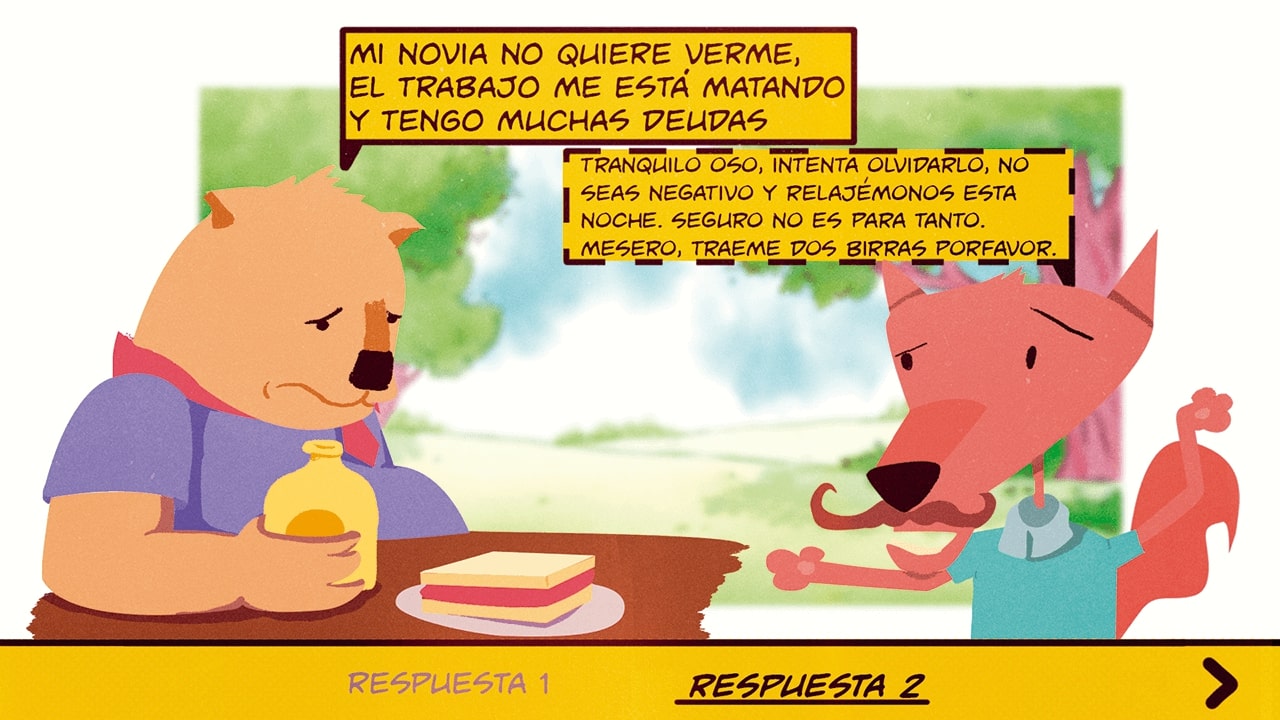 MI NOVIA NO QUIERE VERME,
EL TRABAJO ME ESTÁ MATANDO
Y TENGO MUCHAS DEUDAS
TRANQUILO OSO, INTENTA OLVIDARLO, NO
SEAS NEGATIVO Y RELAJÉMONOS ESTA
NOCHE. SEGURO NO ES PARA TANTO.
MESERO, TRAEME DOS BIRRAS PORFAVOR.
RESPUESTA 1
RESPUESTA 2